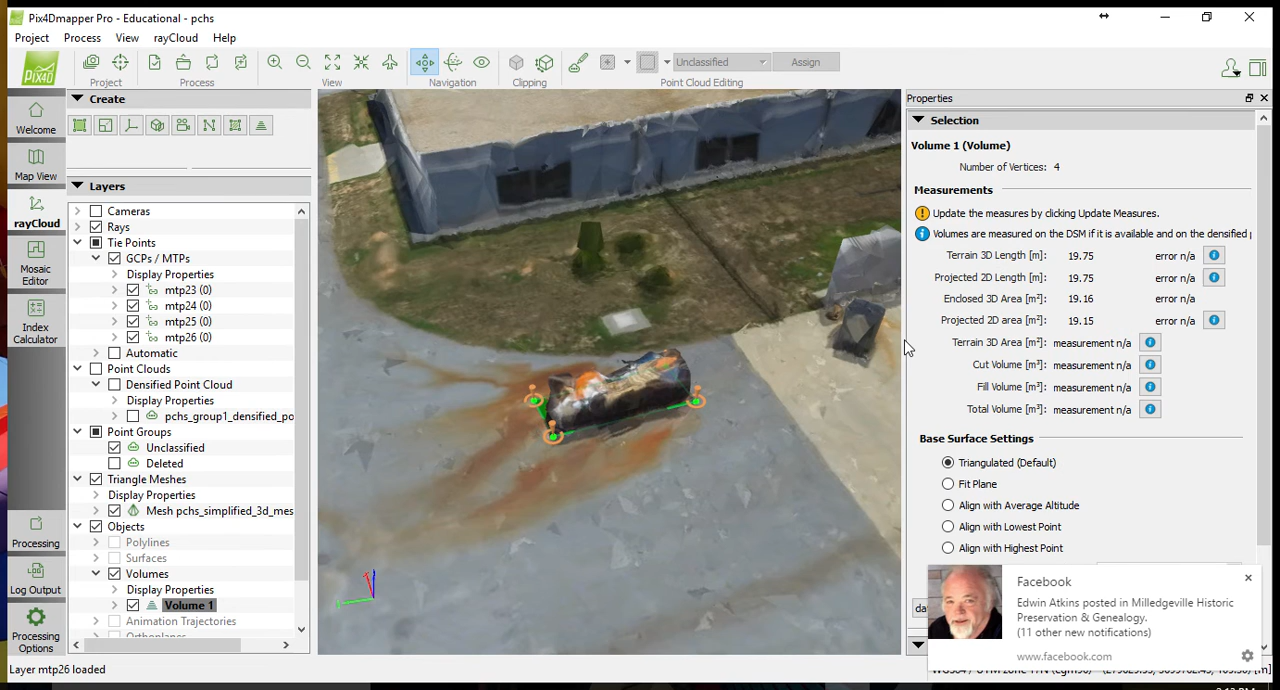 Pix4Dmapper Pro - Educational - pchs
Project Process View rayCloud Help
PIX4D
Project Process View Navigation Clipping Point Cloud Editing
Unclassified Assign
Welcome
Map View
rayCloud
Mosaic Editor
Index Calculator
Processing
Log Output
Processing Options
Create
Layers
Cameras
Rays
Tie Points
GCPs / MTPs
Display Properties
mtp23 (0)
mtp24 (0)
mtp25 (0)
mtp26 (0)
Automatic
Point Clouds
Densified Point Cloud
Display Properties
pchs_group1_densified_po
Point Groups
Unclassified
Deleted
Triangle Meshes
Display Properties
Mesh pchs_simplified_3d_mes
Objects
Polylines
Surfaces
Volumes
Display Properties
Volume 1
Animation Trajectories
Layer mtp26 loaded
Properties
Selection
Volume 1 (Volume)
Number of Vertices: 4
Measurements
Update the measures by clicking Update Measures.
Volumes are measured on the DSM if it is available and on the densified
Terrain 3D Length [m]: 19.75 error n/a
Projected 2D Length [m]: 19.75 error n/a
Enclosed 3D Area [m²]: 19.16 error n/a
Projected 2D area [m²]: 19.15 error n/a
Terrain 3D Area [m²]: measurement n/a
Cut Volume [m³]: measurement n/a
Fill Volume [m³]: measurement n/a
Total Volume [m³]: measurement n/a
Base Surface Settings
Triangulated (Default)
Fit Plane
Align with Average Altitude
Align with Lowest Point
Align with Highest Point
Facebook
Edwin Atkins posted in Milledgeville Historic
Preservation & Genealogy.
(11 other new notifications)
www.facebook.com